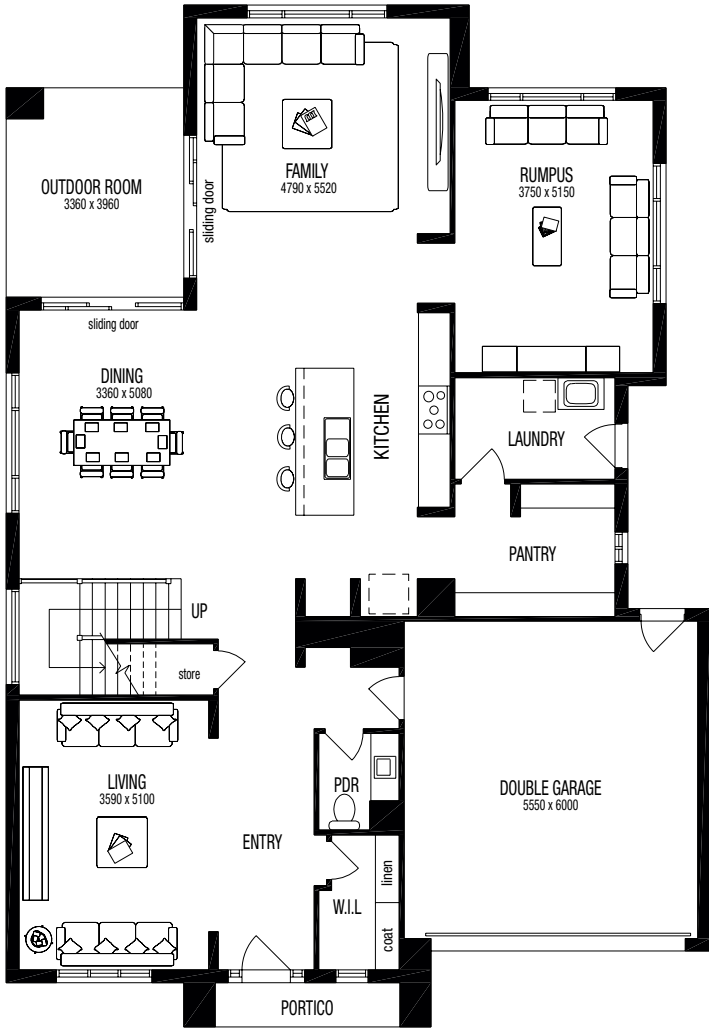 FAMILY
4790 x 5520
RUMPUS
3750 x 5150
OUTDOOR ROOM
3360 x 3960
sliding door
sliding door
DINING
3360 x 5080
KITCHEN
LAUNDRY
PANTRY
UP
store
LIVING
3590 x 5100
PDR
DOUBLE GARAGE
5550 x 6000
ENTRY
W.I.L
linen
coat
PORTICO